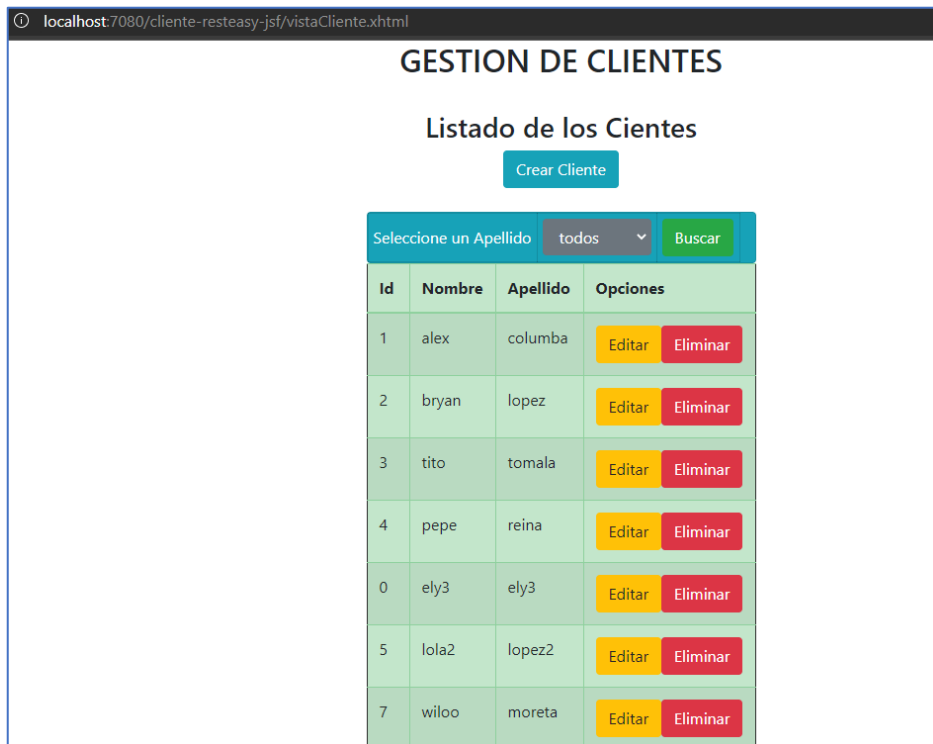 localhost:7080/cliente-resteasy-jsf/vistaCliente.xhtml
GESTION DE CLIENTES
Listado de los Cientes
Crear Cliente
Seleccione un Apellido todos Buscar
Id Nombre Apellido Opciones
1 alex columba Editar Eliminar
2 bryan lopez Editar Eliminar
3 tito tomala Editar Eliminar
4 pepe reina Editar Eliminar
0 ely3 ely3 Editar Eliminar
5 lola2 lopez2 Editar Eliminar
7 wiloo moreta Editar Eliminar